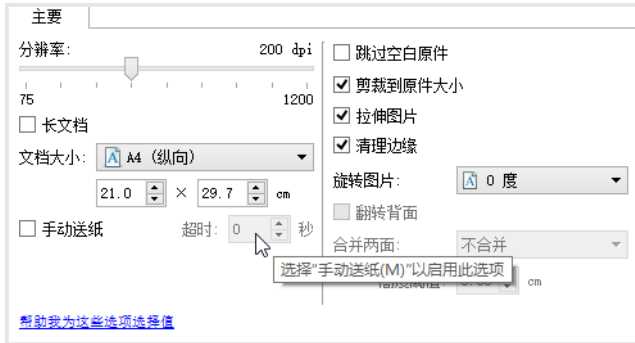 主要
分辨率:
200 dpi
75
1200
长文档
文档大小:
A4 (纵向)
21.0 × 29.7 cm
手动送纸
超时: 0 秒
帮助我为这些选项选择值
跳过空白原件
剪裁到原件大小
拉伸图片
清理边缘
旋转图片:
0 度
翻转背面
合并两面:
不合并
选择“手动送纸(M)”以启用此选项
cm